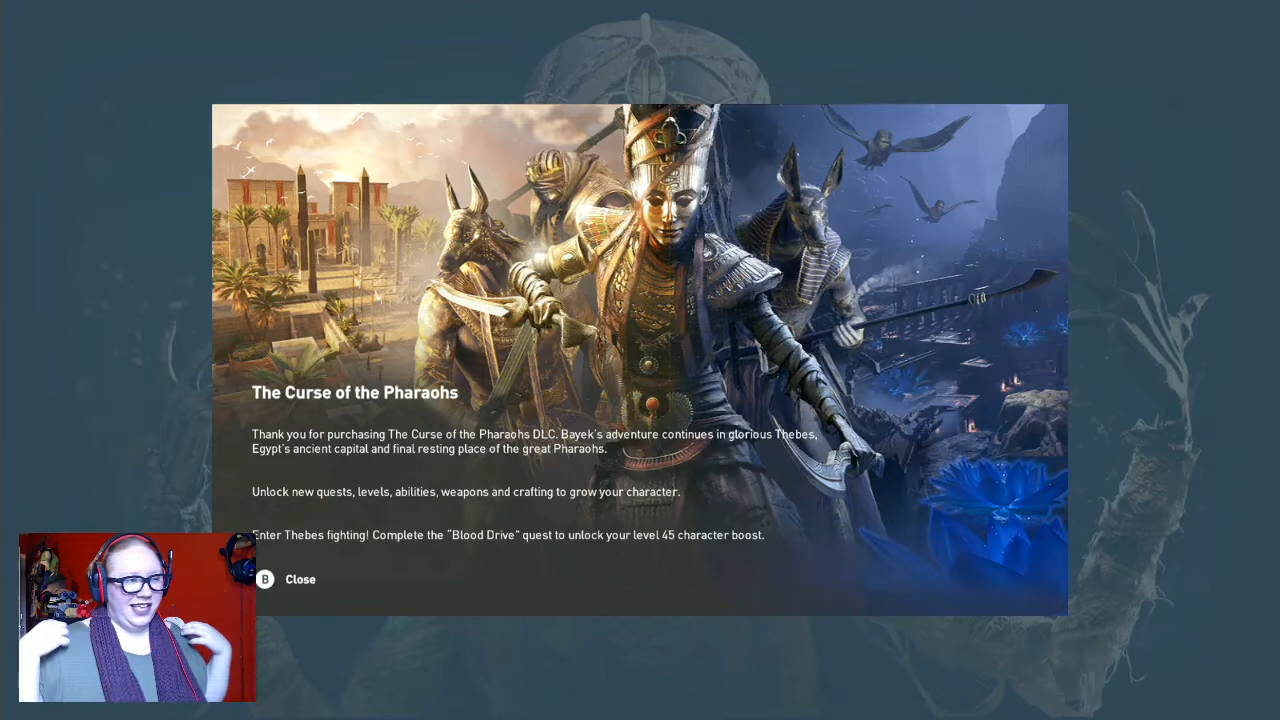 The Curse of the Pharaohs
Thank you for purchasing The Curse of the Pharaohs DLC. Bayek's adventure continues in glorious Thebes,
Egypt's ancient capital and final resting place of the great Pharaohs.
Unlock new quests, levels, abilities, weapons and crafting to grow your character.
Enter Thebes fighting! Complete the "Blood Drive" quest to unlock your level 45 character boost.
B Close